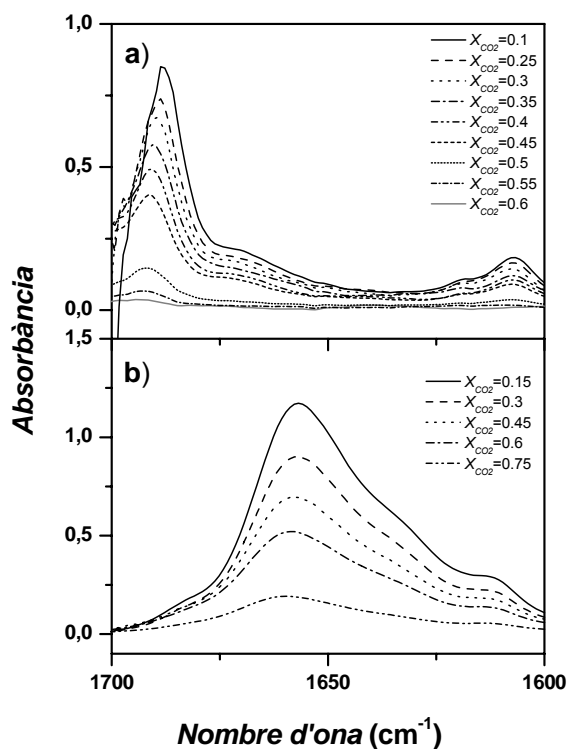 1,0
a)
X_CO2=0.1
X_CO2=0.25
X_CO2=0.3
X_CO2=0.35
X_CO2=0.4
X_CO2=0.45
X_CO2=0.5
X_CO2=0.55
X_CO2=0.6
0,5
0,0
Absorbància
1,5
b)
X_CO2=0.15
X_CO2=0.3
X_CO2=0.45
X_CO2=0.6
X_CO2=0.75
1,0
0,5
0,0
1700 1650 1600
Nombre d'ona (cm⁻¹)